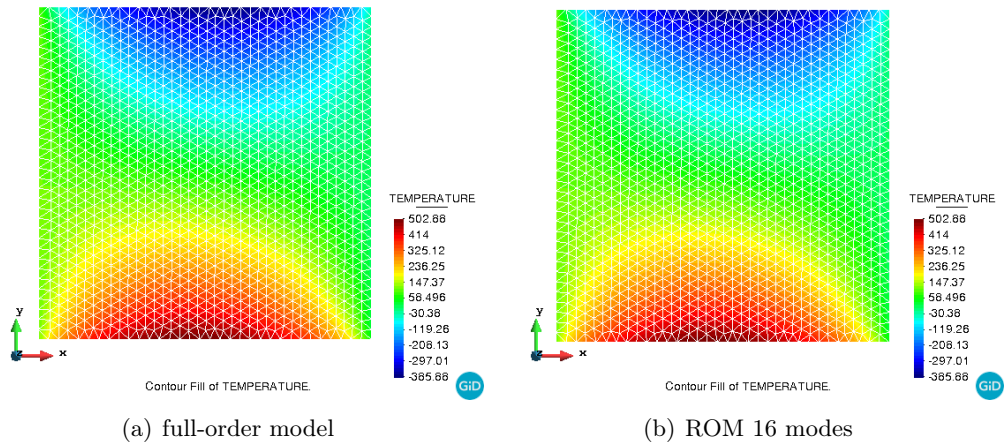 TEMPERATURE
502.88
414
325.12
236.25
147.37
58.496
-30.38
-119.26
-208.13
-297.01
-385.88
y
z
x
Contour Fill of TEMPERATURE.
GiD
(a) full-order model
TEMPERATURE
502.88
414
325.12
236.25
147.37
58.496
-30.38
-119.26
-208.13
-297.01
-385.88
y
z
x
Contour Fill of TEMPERATURE.
GiD
(b) ROM 16 modes